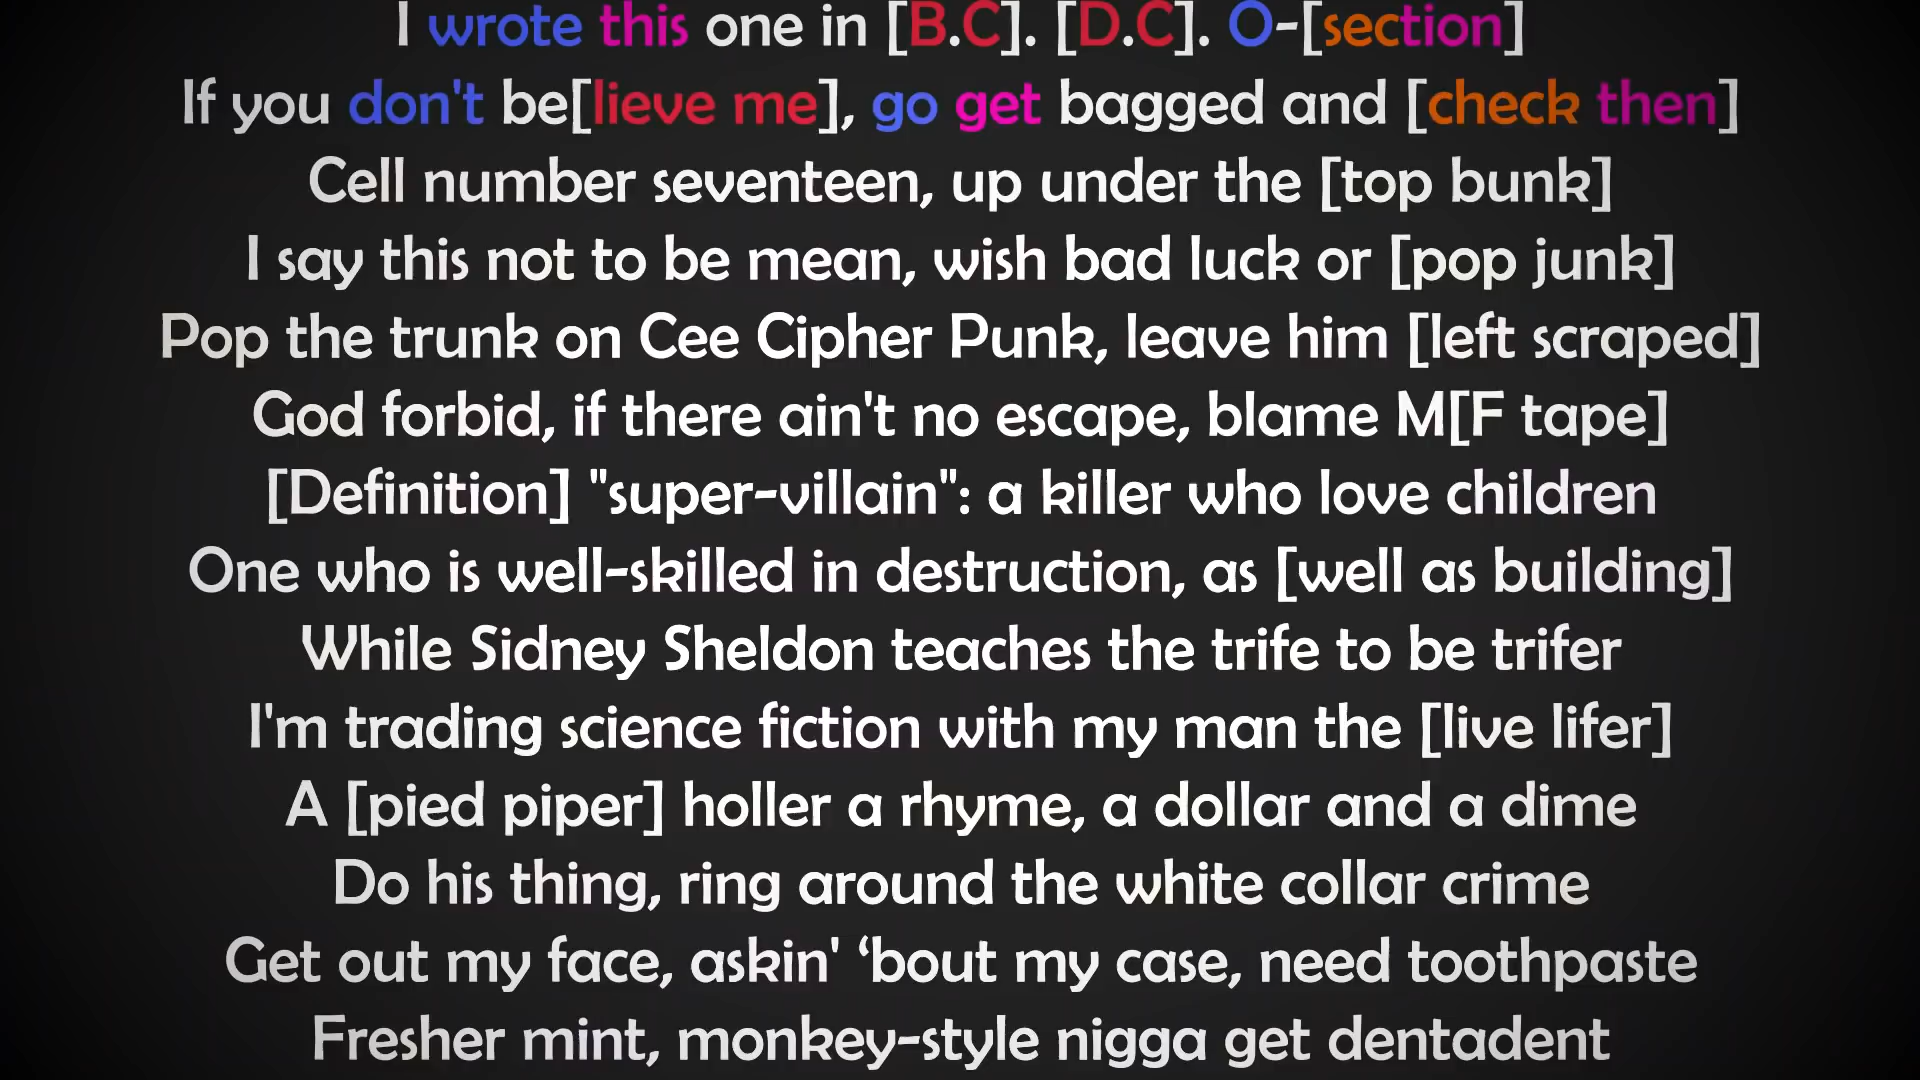 I wrote this one in [B.C]. [D.C]. O-[section]
If you don't be[lieve me], go get bagged and [check then]
Cell number seventeen, up under the [top bunk]
I say this not to be mean, wish bad luck or [pop junk]
Pop the trunk on Cee Cipher Punk, leave him [left scraped]
God forbid, if there ain't no escape, blame M[F tape]
[Definition] "super-villain": a killer who love children
One who is well-skilled in destruction, as [well as building]
While Sidney Sheldon teaches the trife to be trifer
I'm trading science fiction with my man the [live lifer]
A [pied piper] holler a rhyme, a dollar and a dime
Do his thing, ring around the white collar crime
Get out my face, askin' ‘bout my case, need toothpaste
Fresher mint, monkey-style nigga get dentadent